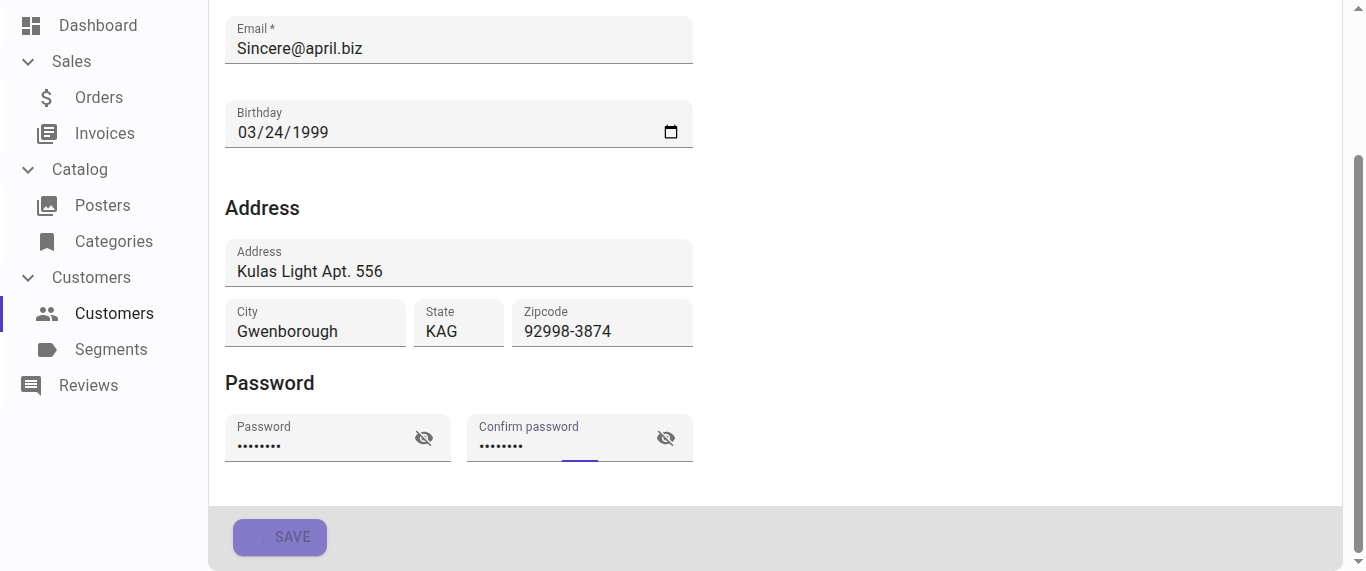 Dashboard
Sales
Orders
Invoices
Catalog
Posters
Categories
Customers
Customers
Segments
Reviews
Email *
Sincere@april.biz
Birthday
03/24/1999
Address
Address
Kulas Light Apt. 556
City
Gwenborough
State
KAG
Zipcode
92998-3874
Password
Password
••••••••
Confirm password
••••••••
SAVE